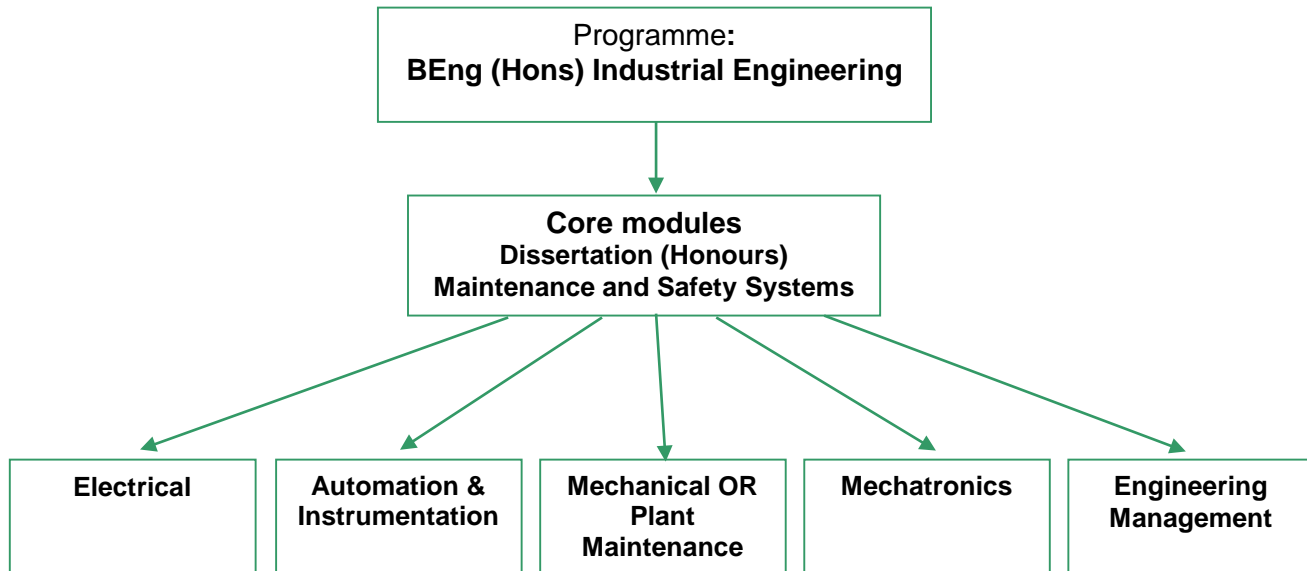 Programme:
BEng (Hons) Industrial Engineering
Core modules
Dissertation (Honours)
Maintenance and Safety Systems
Electrical
Automation &
Instrumentation
Mechanical OR
Plant
Maintenance
Mechatronics
Engineering
Management